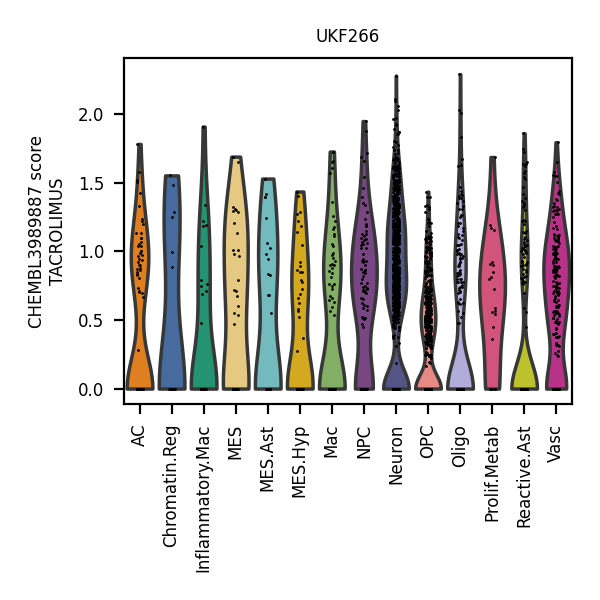 UKF266
CHEMBL3989887 score
TACROLIMUS
2.0
1.5
1.0
0.5
0.0
AC
Chromatin.Reg
Inflammatory.Mac
MES
MES.Ast
MES.Hyp
Mac
NPC
Neuron
OPC
Oligo
Prolif.Metab
Reactive.Ast
Vasc